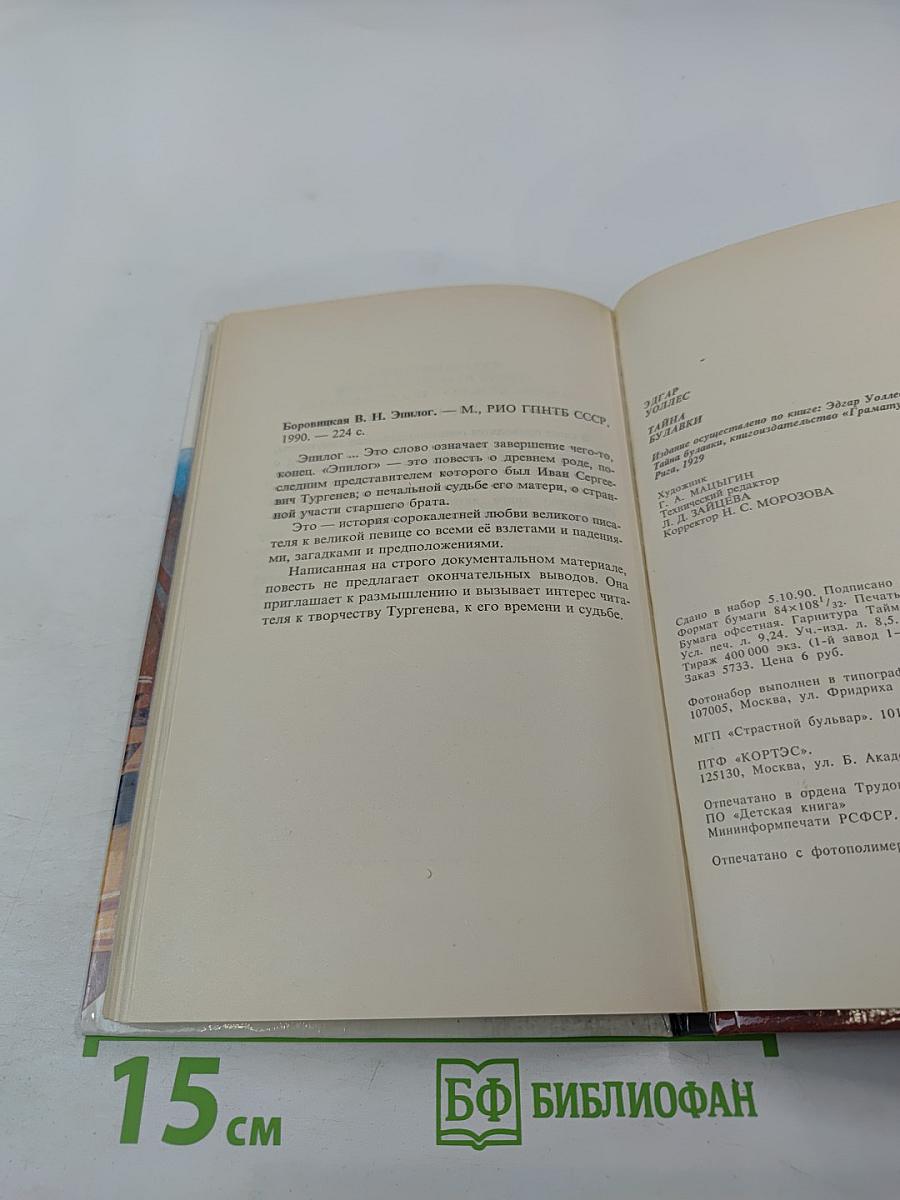 Боровицкая В. Н. Эпилог. — М., РИО ГПНТБ СССР.
1990. — 224 с.
Эпилог ... Это слово означает завершение чего-то,
конец. «Эпилог» — это повесть о древнем роде, по-
следним представителем которого был Иван Сергее-
вич Тургенев; о печальной судьбе его матери, о стран-
ной участи старшего брата.
Это — история сорокалетней любви великого писа-
теля к великой певице со всеми её взлетами и падения-
ми, загадками и предположениями.
Написанная на строго документальном материале,
повесть не предлагает окончательных выводов. Она
приглашает к размышлению и вызывает интерес чита-
теля к творчеству Тургенева, к его времени и судьбе.
ЭДГАР
УОЛЛЕС
ТАЙНА
БУЛАВКИ
Издание осуществлено по книге: Эдгар Уоллес
Тайна булавки, книгоиздательство «Грамату
Рига, 1929
Художник
Г. А. МАЦЫГИН
Технический редактор
Л. Д. ЗАЙЦЕВА
Корректор Н. С. МОРОЗОВА
Сдано в набор 5.10.90. Подписано
Формат бумаги 84×108¹/₃₂. Печать
Бумага офсетная. Гарнитура Тайм
Усл. печ. л. 9,24. Уч.-изд. л. 8,5.
Тираж 400 000 экз. (1-й завод 1—
Заказ 5733. Цена 6 руб.
Фотонабор выполнен в типограф
107005, Москва, ул. Фридриха
МГП «Страстной бульвар». 101
ПТФ «КОРТЭС».
125130, Москва, ул. Б. Акаде
Отпечатано в ордена Трудов
ПО «Детская книга»
Мининформпечати РСФСР.
Отпечатано с фотополимер
15 см
БФ БИБЛИОФАН